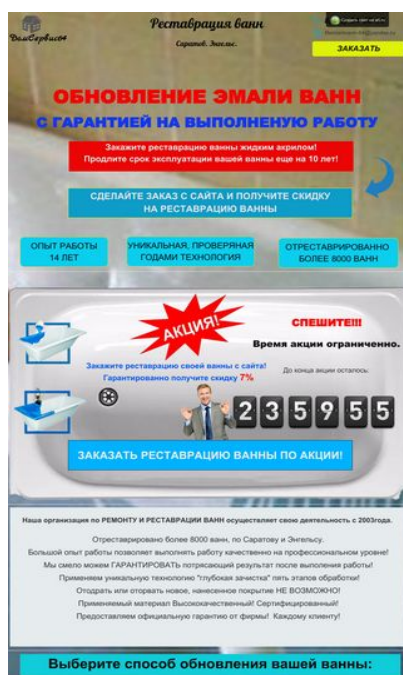 Реставрация ванн
Саратов. Энгельс.
ДомСервис64
Создать сайт на
ЗАКАЗАТЬ
ОБНОВЛЕНИЕ ЭМАЛИ ВАНН
С ГАРАНТИЕЙ НА ВЫПОЛНЕНУЮ РАБОТУ
Закажите реставрацию ванны жидким акрилом!
Продлите срок эксплуатации вашей ванны еще на 10 лет!
СДЕЛАЙТЕ ЗАКАЗ С САЙТА И ПОЛУЧИТЕ СКИДКУ
НА РЕСТАВРАЦИЮ ВАННЫ
ОПЫТ РАБОТЫ
14 ЛЕТ
УНИКАЛЬНАЯ, ПРОВЕРЯНАЯ
ГОДАМИ ТЕХНОЛОГИЯ
ОТРЕСТАВРИРОВАННО
БОЛЕЕ 8000 ВАНН
АКЦИЯ!
СПЕШИТЕ!!!
Время акции ограниченно.
Закажите реставрацию своей ванны с сайта!
Гарантированно получите скидку 7%
До конца акции осталось:
235955
ЗАКАЗАТЬ РЕСТАВРАЦИЮ ВАННЫ ПО АКЦИИ!
Наша организация по РЕМОНТУ И РЕСТАВРАЦИИ ВАНН осуществляет свою деятельность с 2003года.
Отреставрировано более 8000 ванн, по Саратову и Энгельсу.
Большой опыт работы позволяет выполнять работу качественно на профессиональном уровне!
Мы смело можем ГАРАНТИРОВАТЬ потрясающий результат после выполения работы!
Применяем уникальную технологию "глубокая зачистка" пять этапов обработки!
Отодрать или оторвать новое, нанесенное покрытие НЕ ВОЗМОЖНО!
Применяемый материал Высококачественный! Сертифицированный!
Предоставляем официальную гарантию от фирмы! Каждому клиенту!
Выберите способ обновления вашей ванны: